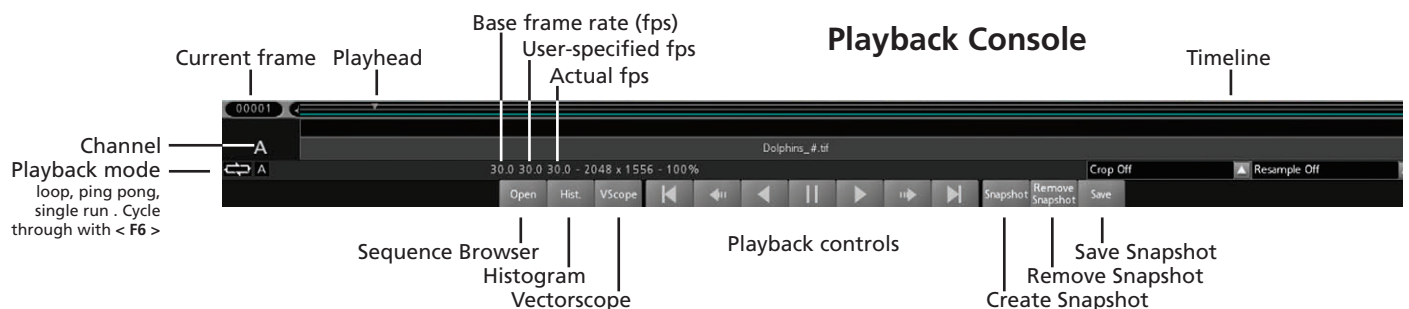 Playback Console
Base frame rate (fps)
User-specified fps
Actual fps
Current frame
Playhead
Timeline
00001
Channel
A
Dolphins_#.tif
Playback mode
loop, ping pong,
single run . Cycle
through with < F6 >
A
30.0 30.0 30.0 - 2048 x 1556 - 100%
Crop Off
Resample Off
Open
Hist.
VScope
Snapshot
Remove
Snapshot
Save
Sequence Browser
Histogram
Vectorscope
Playback controls
Save Snapshot
Remove Snapshot
Create Snapshot